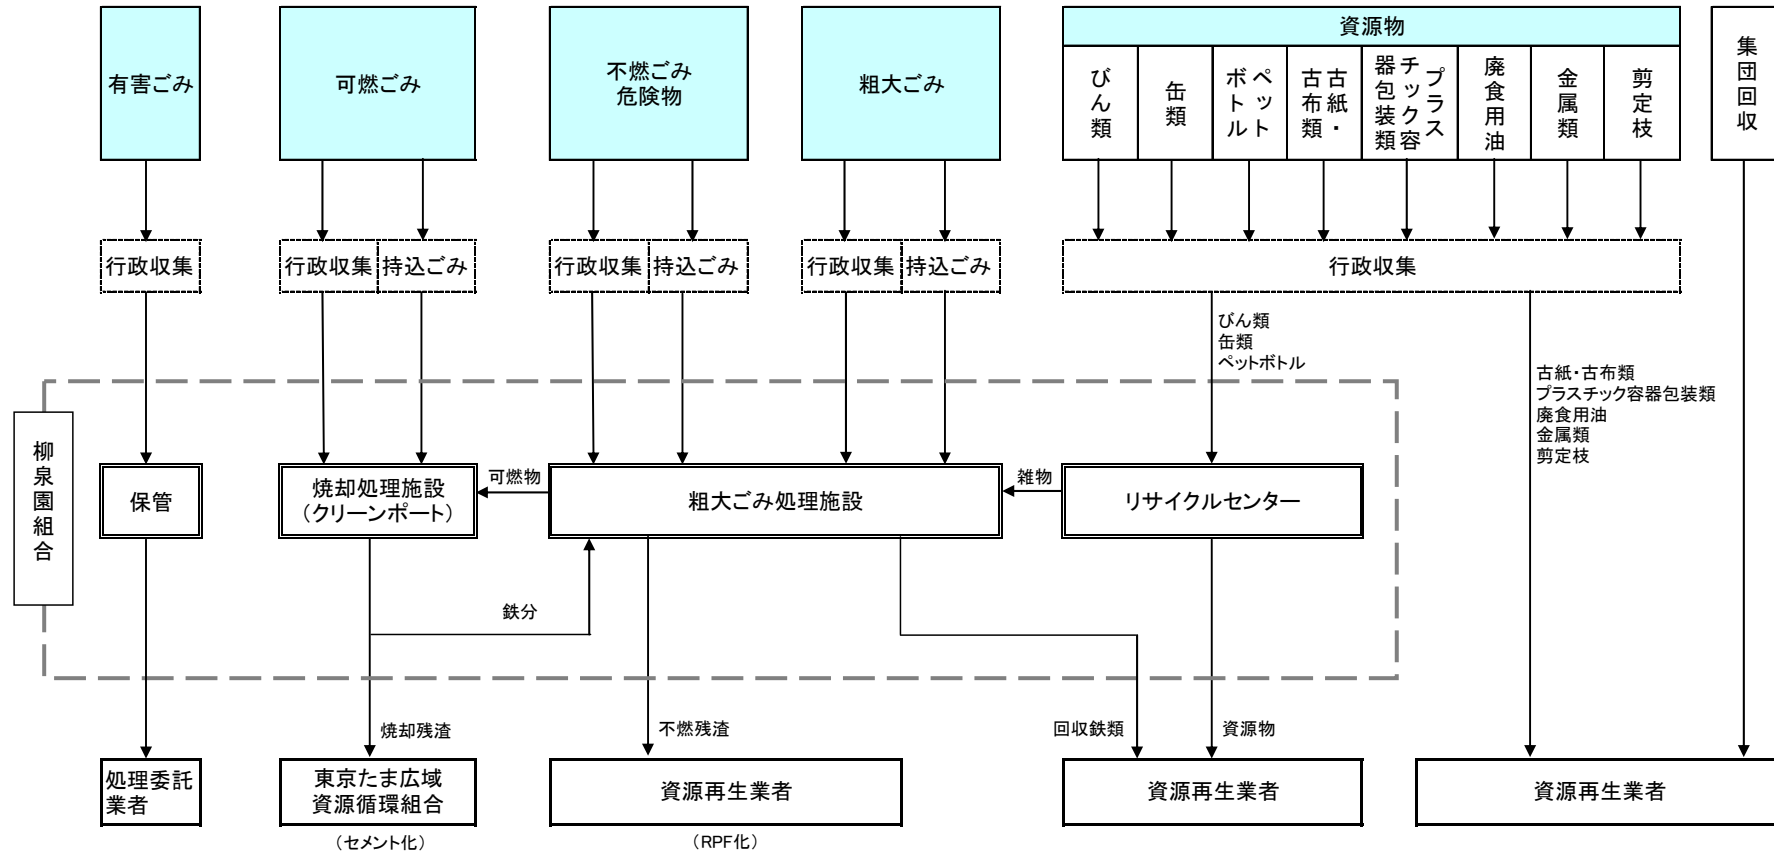 有害ごみ
可燃ごみ
不燃ごみ
危険物
粗大ごみ
資源物
びん類
缶類
ペット
ボトル
古紙・
古布類
プラス
チック容
器包装類
廃食用油
金属類
剪定枝
集団回収
行政収集
行政収集
持込ごみ
行政収集
持込ごみ
行政収集
持込ごみ
行政収集
びん類
缶類
ペットボトル
古紙・古布類
プラスチック容器包装類
廃食用油
金属類
剪定枝
柳泉園組合
保管
焼却処理施設
(クリーンポート)
可燃物
粗大ごみ処理施設
雑物
リサイクルセンター
鉄分
焼却残渣
不燃残渣
回収鉄類
資源物
処理委託
業者
東京たま広域
資源循環組合
資源再生業者
資源再生業者
資源再生業者
(セメント化)
(RPF化)